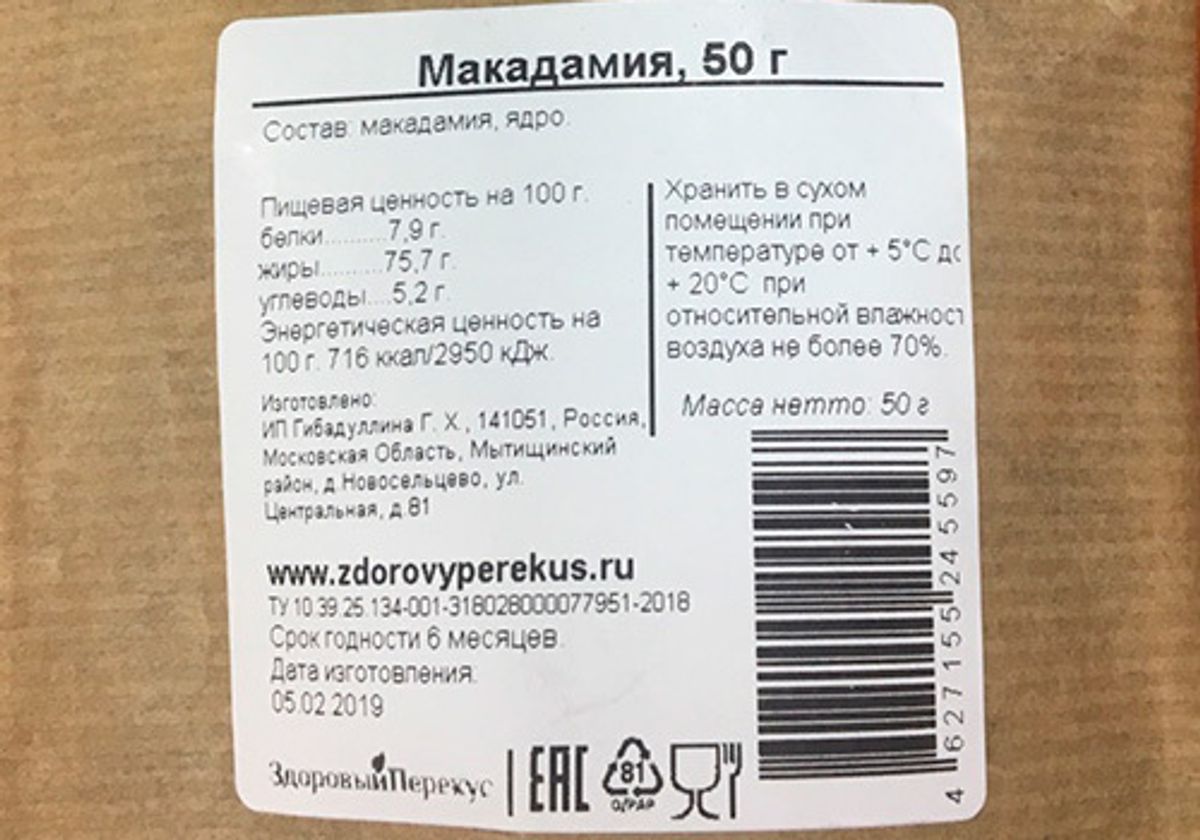 Макадамия, 50 г
Состав: макадамия, ядро.
Пищевая ценность на 100 г.
белки..........7,9 г.
жиры..........75,7 г.
углеводы....5,2 г.
Энергетическая ценность на
100 г. 716 ккал/2950 кДж.
Изготовлено:
ИП Гибадуллина Г. Х., 141051, Россия,
Московская Область, Мытищинский
район, д.Новосельцево, ул.
Центральная, д.81
Хранить в сухом
помещении при
температуре от + 5°С до
+ 20°С при
относительной влажност
воздуха не более 70%.
Масса нетто: 50 г
www.zdorovyperekus.ru
ТУ 10.39.25.134-001-318028000077951-2018
Срок годности 6 месяцев.
Дата изготовления:
05.02.2019
ЗдоровыйПерекус
EAC
81
C/PAP
4 627155 245597